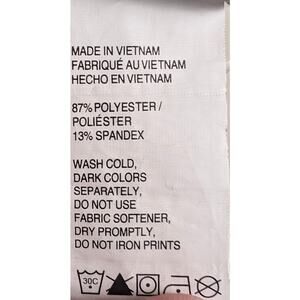 MADE IN VIETNAM
FABRIQUÉ AU VIETNAM
HECHO EN VIETNAM
87% POLYESTER /
POLIÉSTER
13% SPANDEX
WASH COLD,
DARK COLORS
SEPARATELY,
DO NOT USE
FABRIC SOFTENER,
DRY PROMPTLY,
DO NOT IRON PRINTS
30C